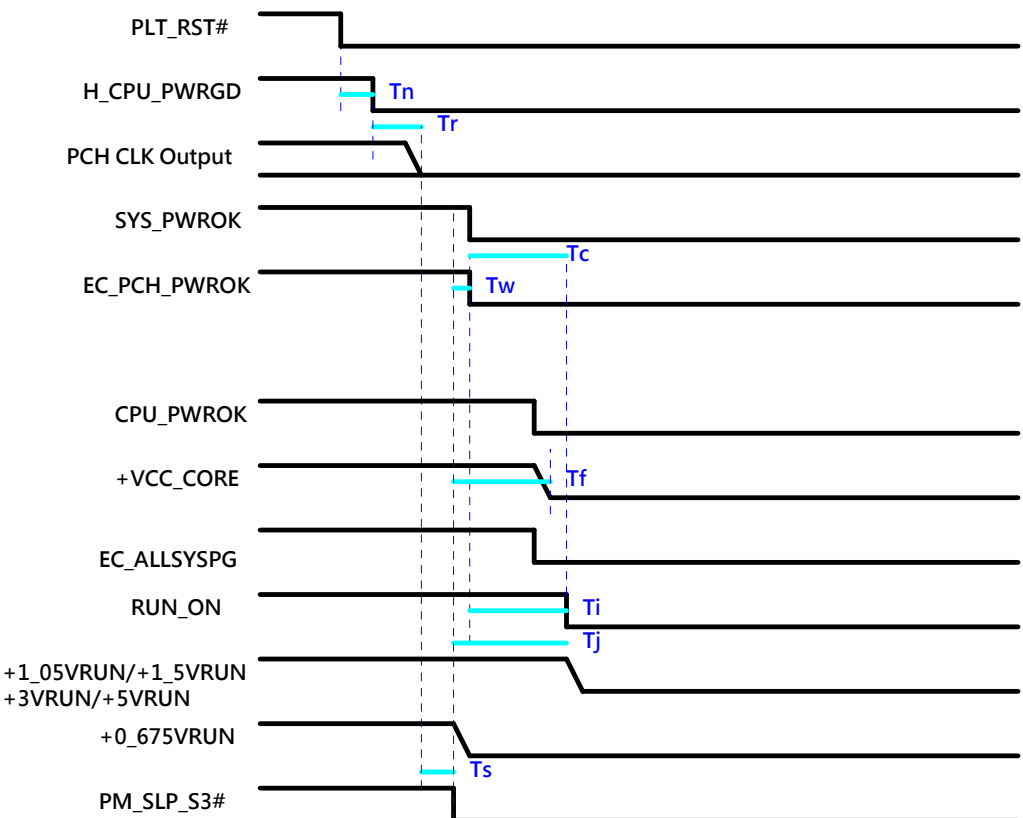 PLT_RST#
H_CPU_PWRGD
Tn
Tr
PCH CLK Output
SYS_PWROK
Tc
EC_PCH_PWROK
Tw
CPU_PWROK
+VCC_CORE
Tf
EC_ALLSYSPG
RUN_ON
Ti
Tj
+1_05VRUN/+1_5VRUN
+3VRUN/+5VRUN
+0_675VRUN
Ts
PM_SLP_S3#